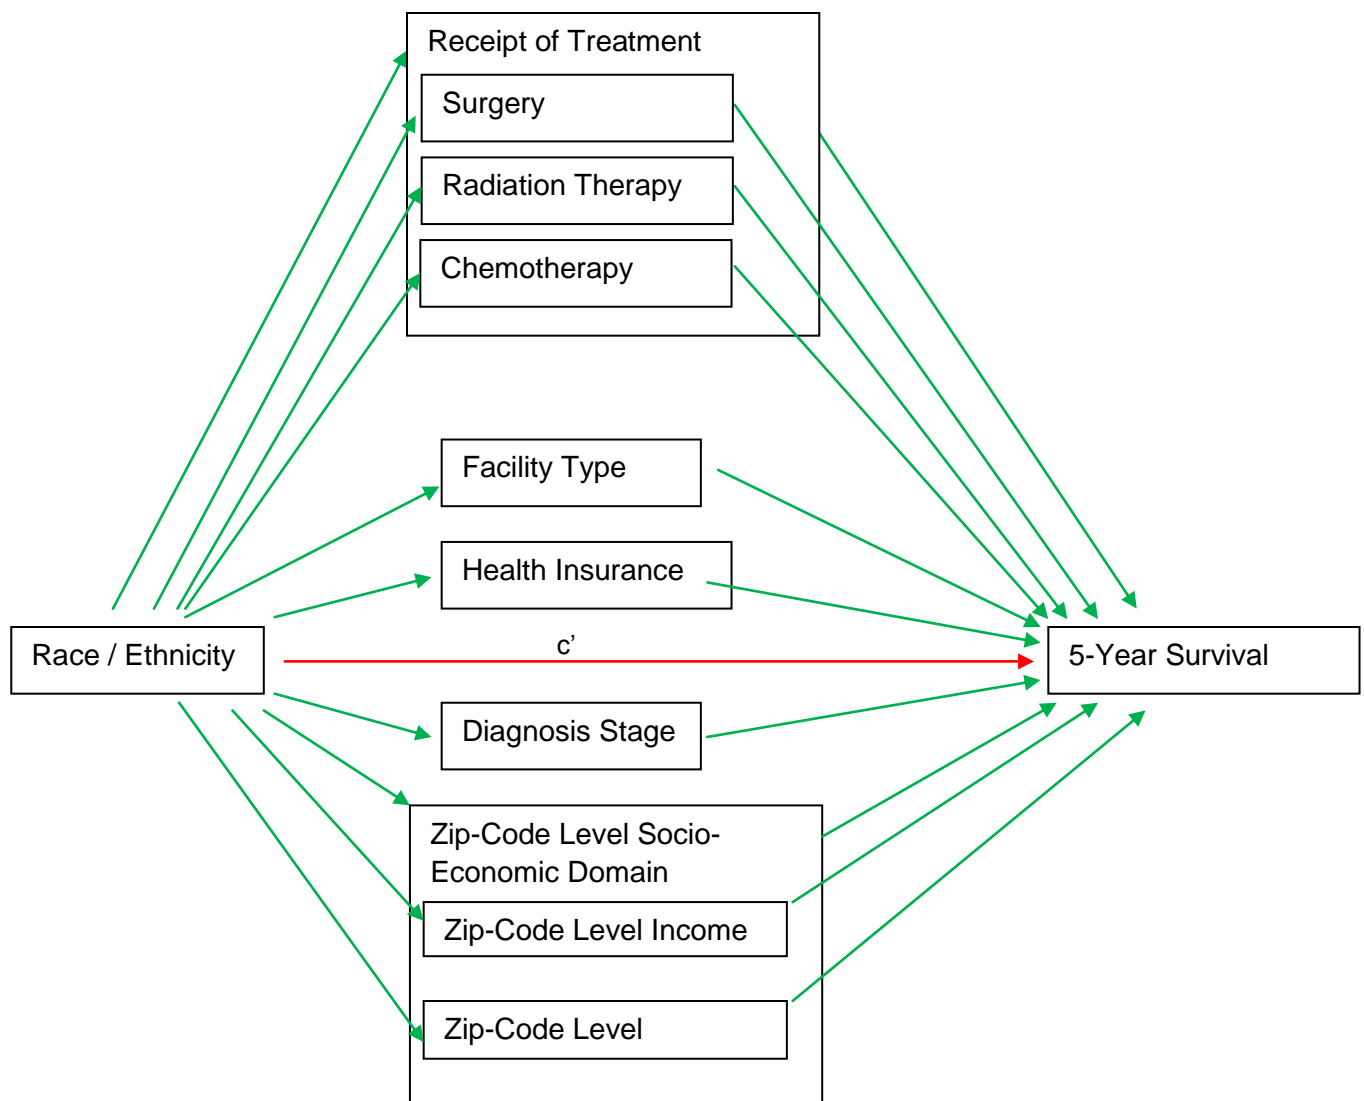 Receipt of Treatment
Surgery
Radiation Therapy
Chemotherapy
Facility Type
Health Insurance
Race / Ethnicity
c’
5-Year Survival
Diagnosis Stage
Zip-Code Level Socio-
Economic Domain
Zip-Code Level Income
Zip-Code Level